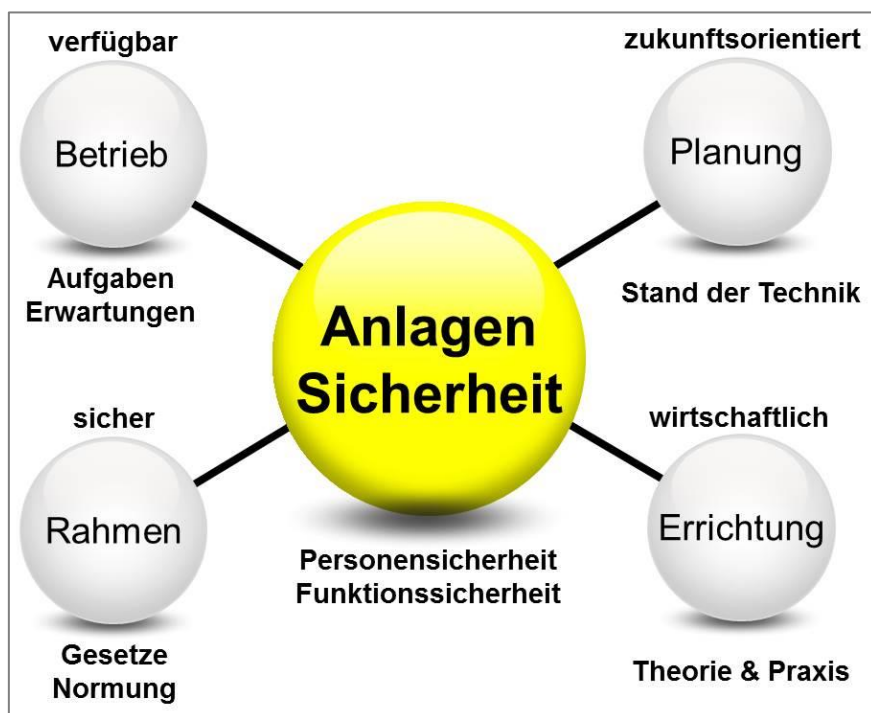 verfügbar
Betrieb
Aufgaben
Erwartungen
zukunftsorientiert
Planung
Stand der Technik
Anlagen
Sicherheit
Personensicherheit
Funktionssicherheit
sicher
Rahmen
Gesetze
Normung
wirtschaftlich
Errichtung
Theorie & Praxis